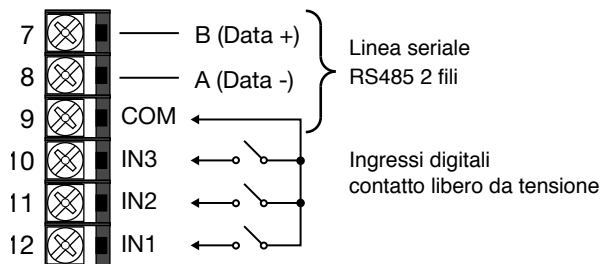 7 B (Data +)
8 A (Data -)
Linea seriale
RS485 2 fili
9 COM
10 IN3
11 IN2
12 IN1
Ingressi digitali
contatto libero da tensione